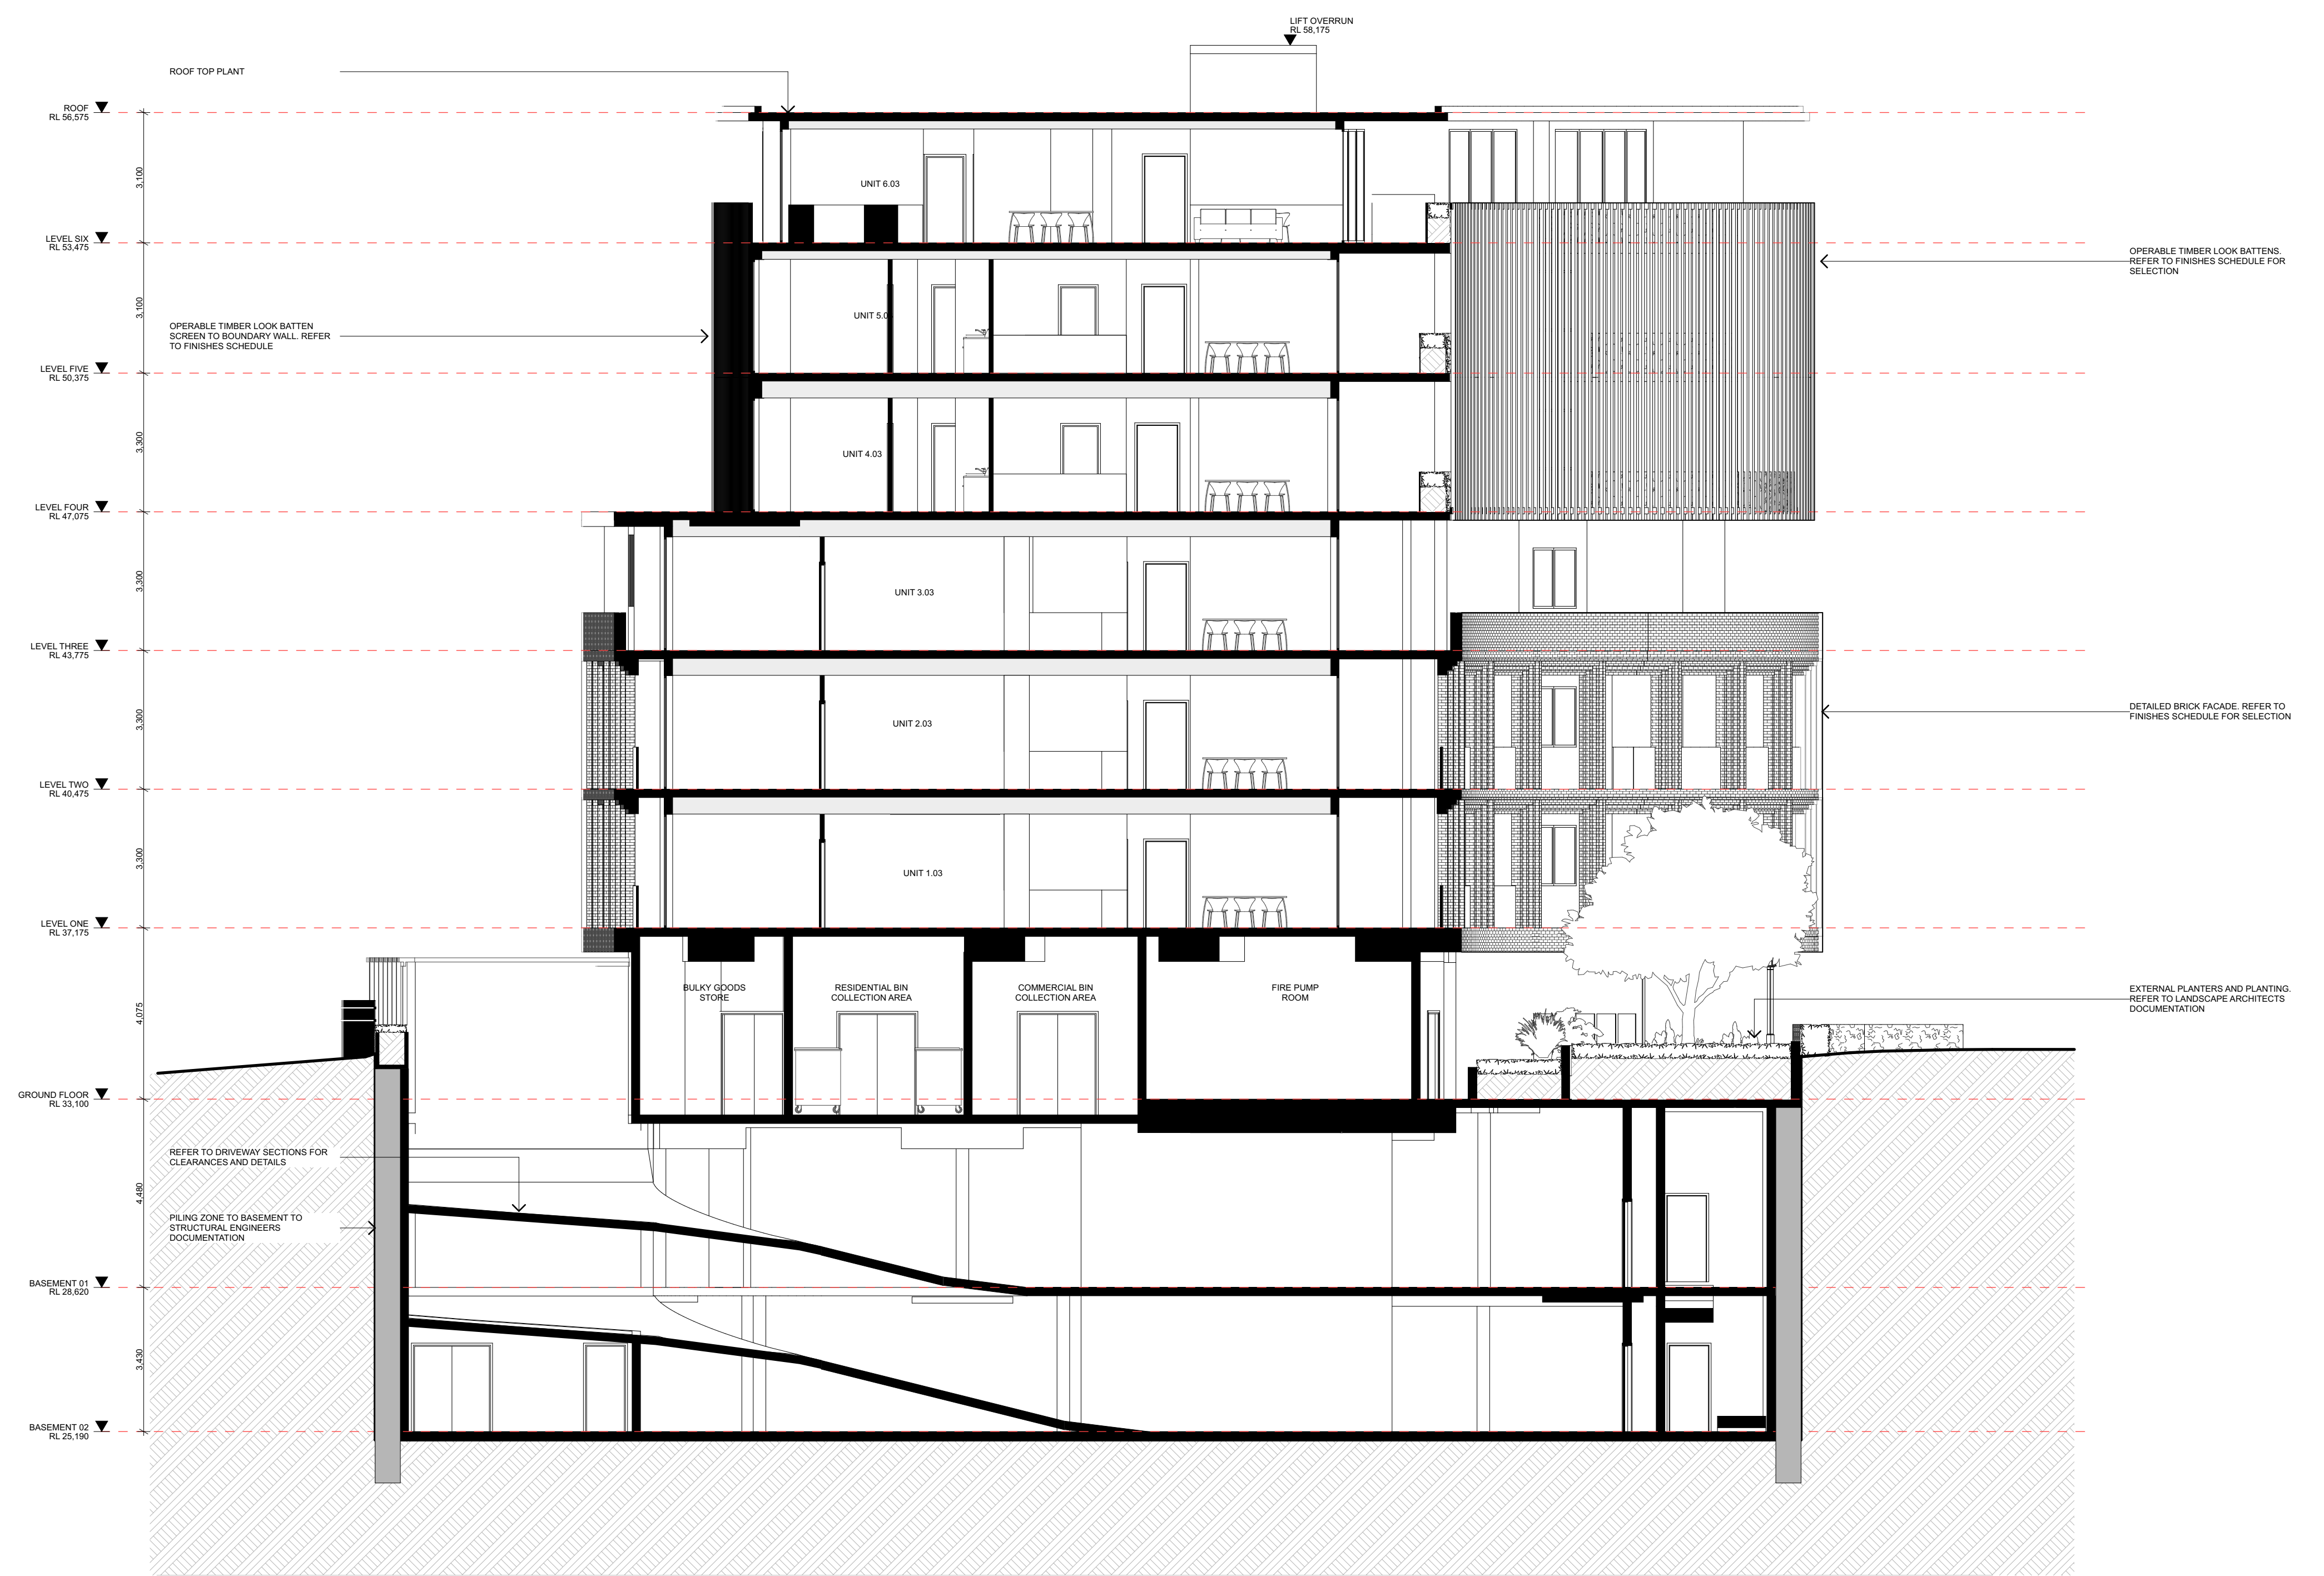 LIFT OVERRUN
RL 58,175
ROOF TOP PLANT
ROOF
RL 56,575
3,100
UNIT 6.03
LEVEL SIX
RL 53,475
OPERABLE TIMBER LOOK BATTENS.
REFER TO FINISHES SCHEDULE FOR
SELECTION
3,100
UNIT 5.0
OPERABLE TIMBER LOOK BATTEN
SCREEN TO BOUNDARY WALL. REFER
TO FINISHES SCHEDULE
LEVEL FIVE
RL 50,375
3,300
UNIT 4.03
LEVEL FOUR
RL 47,075
3,300
UNIT 3.03
LEVEL THREE
RL 43,775
3,300
UNIT 2.03
DETAILED BRICK FACADE. REFER TO
FINISHES SCHEDULE FOR SELECTION
LEVEL TWO
RL 40,475
3,300
UNIT 1.03
LEVEL ONE
RL 37,175
4,075
BULKY GOODS
STORE
RESIDENTIAL BIN
COLLECTION AREA
COMMERCIAL BIN
COLLECTION AREA
FIRE PUMP
ROOM
EXTERNAL PLANTERS AND PLANTING.
REFER TO LANDSCAPE ARCHITECTS
DOCUMENTATION
GROUND FLOOR
RL 33,100
REFER TO DRIVEWAY SECTIONS FOR
CLEARANCES AND DETAILS
4,480
PILING ZONE TO BASEMENT TO
STRUCTURAL ENGINEERS
DOCUMENTATION
BASEMENT 01
RL 28,620
3,430
BASEMENT 02
RL 25,190